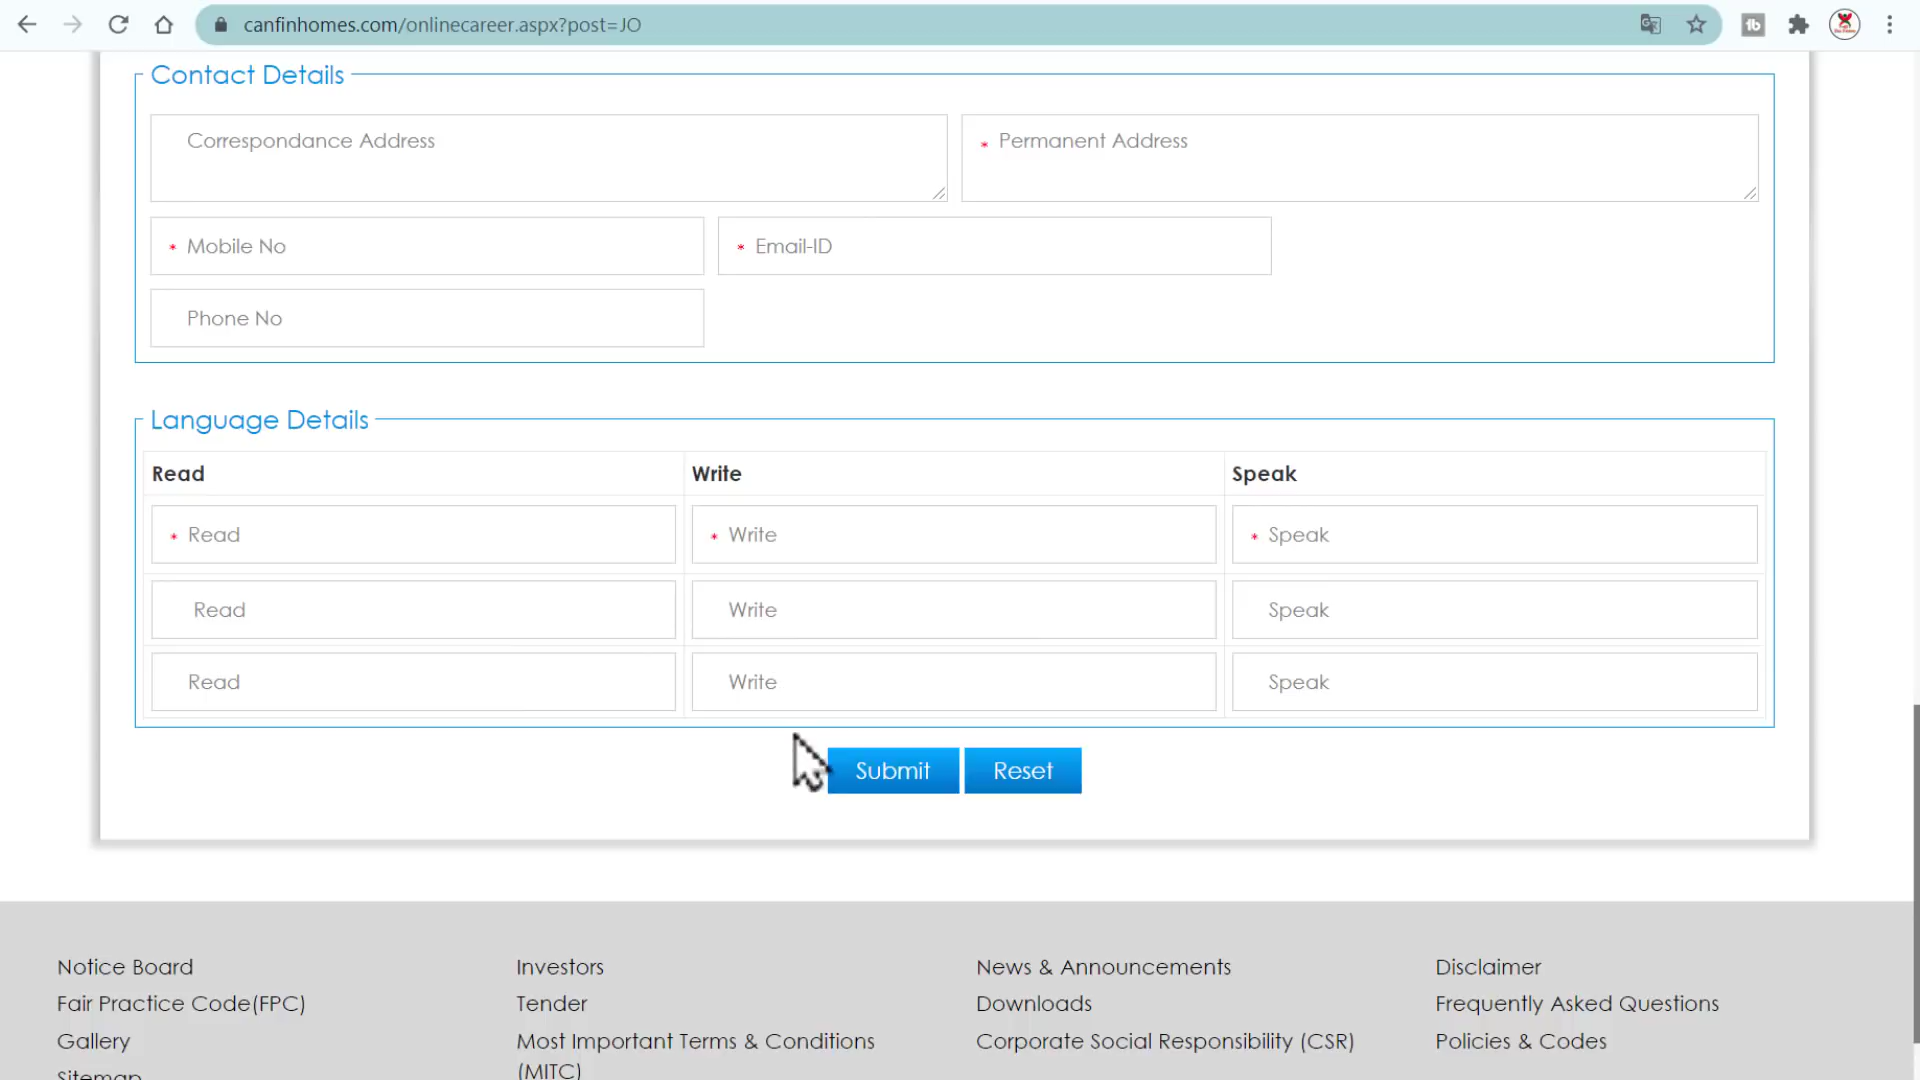 canfinhomes.com/onlinecareer.aspx?post=JO
Contact Details
Correspondance Address
* Permanent Address
* Mobile No
* Email-ID
Phone No
Language Details
Read Write Speak
* Read * Write * Speak
Read Write Speak
Read Write Speak
Submit Reset
Notice Board Investors News & Announcements Disclaimer
Fair Practice Code(FPC) Tender Downloads Frequently Asked Questions
Gallery Most Important Terms & Conditions Corporate Social Responsibility (CSR) Policies & Codes
Sitemap (MITC)